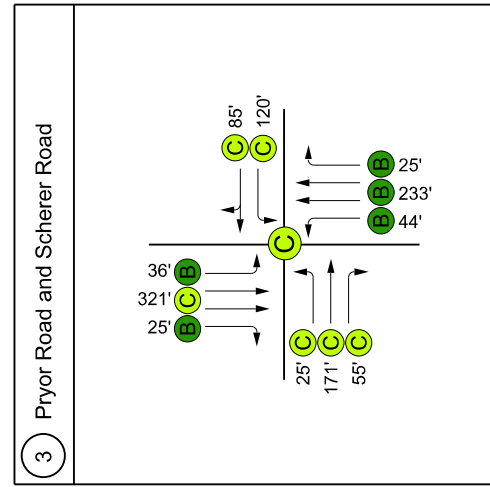 3 Pryor Road and Scherer Road
85'
C
120'
C
36'
B
321'
C
25'
B
C
B
25'
B
233'
B
44'
25'
C
171'
C
55'
C